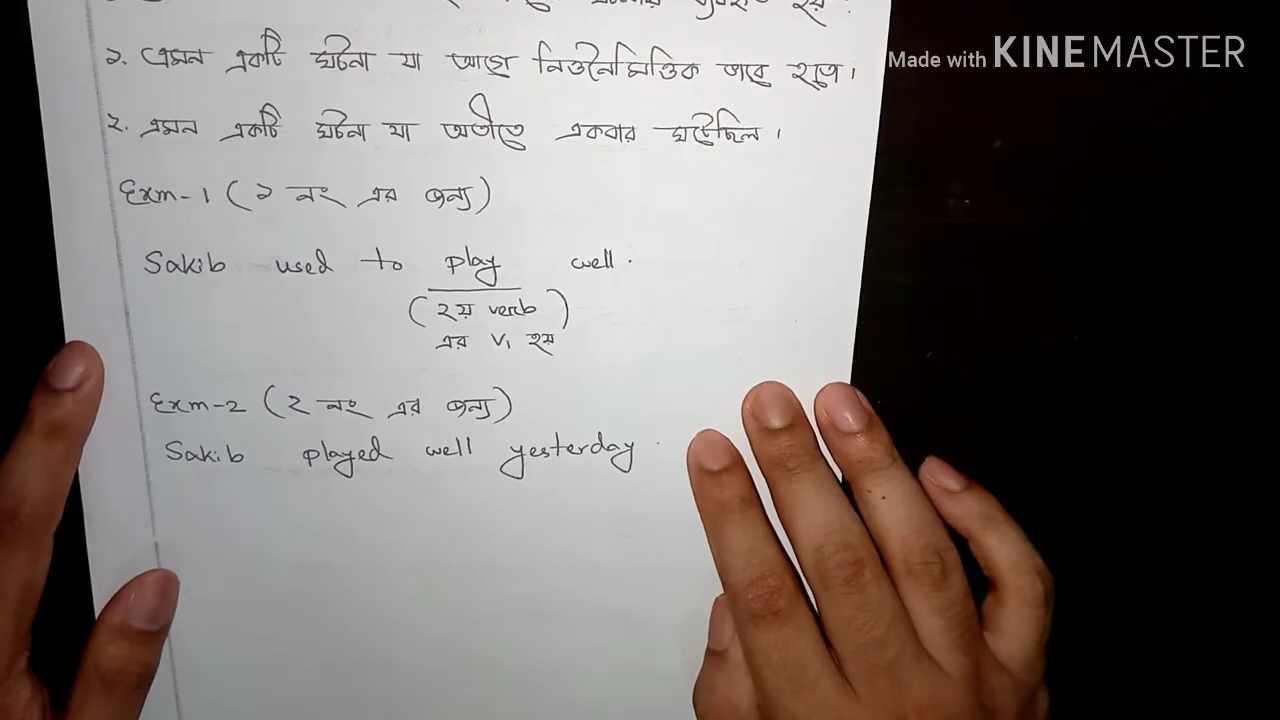 হয়।
Made with KINEMASTER
১. এমন একটি ঘটনা যা আগে নিত্যনৈমিত্তিক ভাবে হতো।
২. এমন একটি ঘটনা যা অতীতে একবার ঘটেছিল।
Exm-1 (১ নং এর জন্য)
Sakib used to play well.
(২য় verb)
এর V1 হয়
Exm-2 (২ নং এর জন্য)
Sakib played well yesterday.